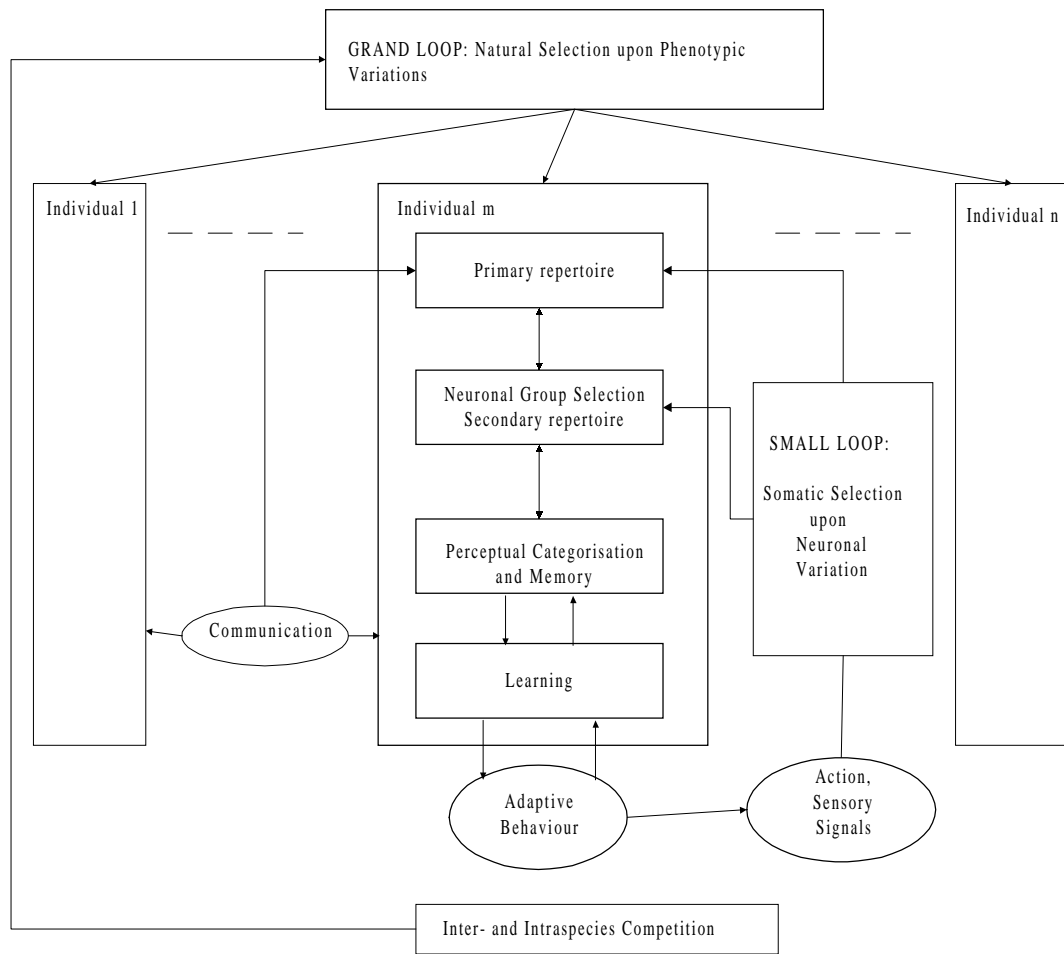 GRAND LOOP: Natural Selection upon Phenotypic
Variations
Individual 1
Individual m
Individual n
Primary repertoire
Neuronal Group Selection
Secondary repertoire
SMALL LOOP:
Somatic Selection
upon
Neuronal
Variation
Perceptual Categorisation
and Memory
Communication
Learning
Adaptive
Behaviour
Action,
Sensory
Signals
Inter- and Intraspecies Competition